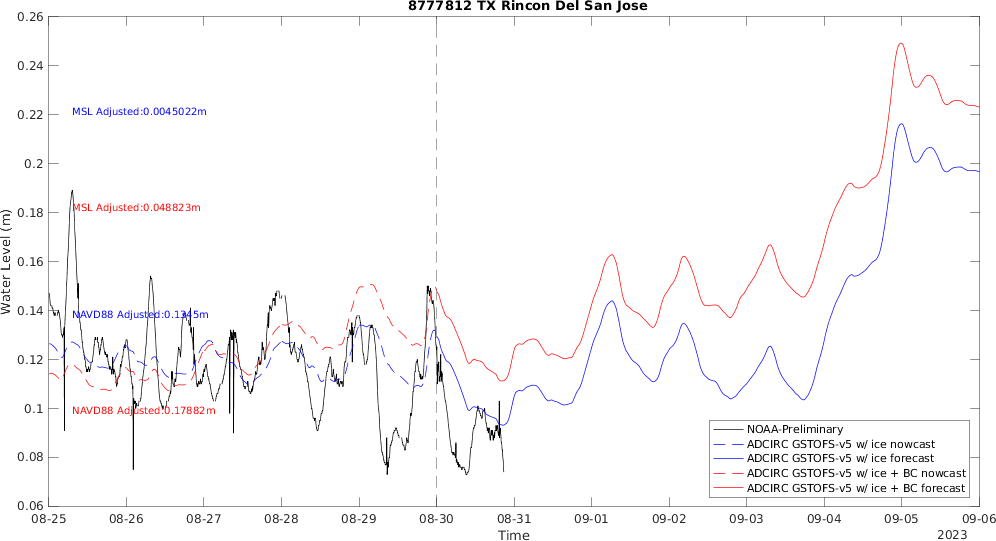 8777812 TX Rincon Del San Jose
Water Level (m)
0.26
0.24
0.22
0.2
0.18
0.16
0.14
0.12
0.1
0.08
0.06
MSL Adjusted:0.0045022m
MSL Adjusted:0.048823m
NAVD88 Adjusted:0.1345m
NAVD88 Adjusted:0.17882m
NOAA-Preliminary
ADCIRC GSTOFS-v5 w/ ice nowcast
ADCIRC GSTOFS-v5 w/ ice forecast
ADCIRC GSTOFS-v5 w/ ice + BC nowcast
ADCIRC GSTOFS-v5 w/ ice + BC forecast
08-25 08-26 08-27 08-28 08-29 08-30 08-31 09-01 09-02 09-03 09-04 09-05 09-06
Time
2023